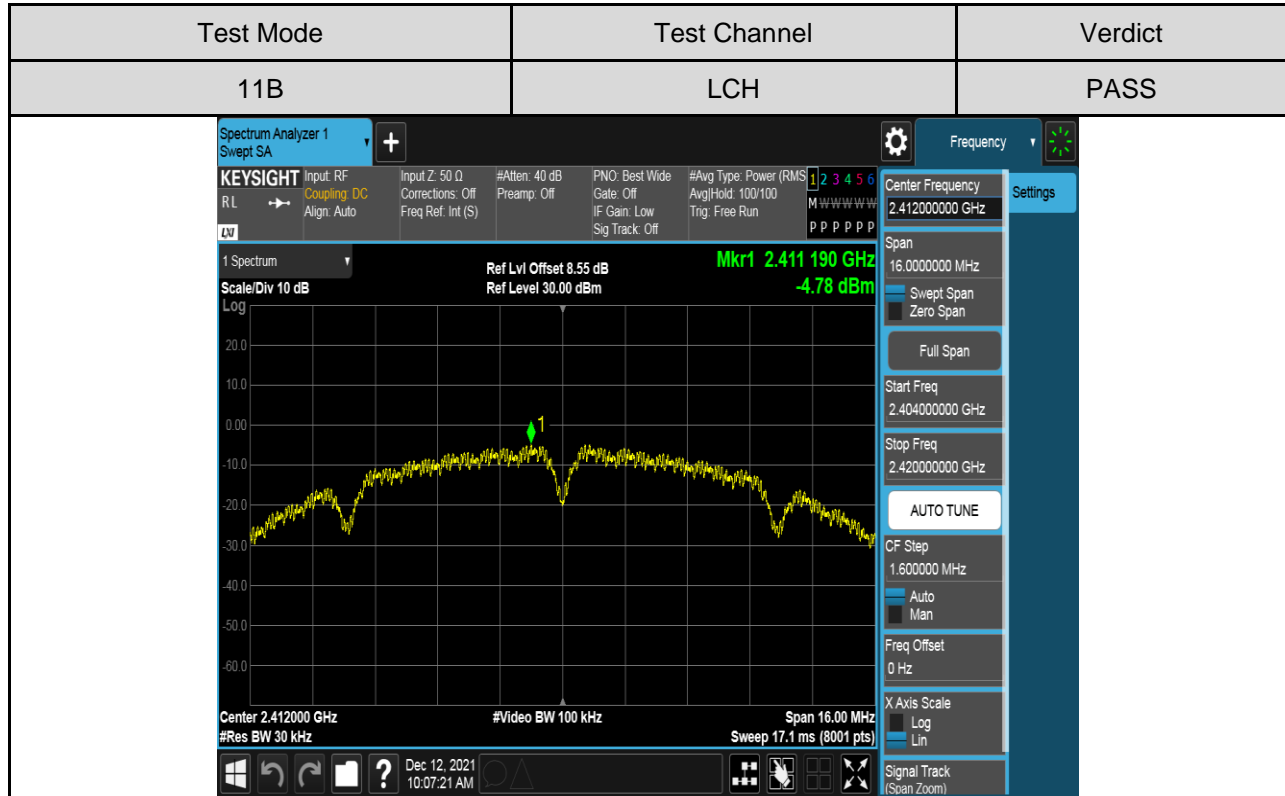 Test Mode Test Channel Verdict
11B LCH PASS
Spectrum Analyzer 1
Swept SA
+
Frequency
KEYSIGHT
RL
LXI
Input: RF
Coupling: DC
Align: Auto
Input Z: 50 Ω
Corrections: Off
Freq Ref: Int (S)
#Atten: 40 dB
Preamp: Off
PNO: Best Wide
Gate: Off
IF Gain: Low
Sig Track: Off
#Avg Type: Power (RMS
Avg|Hold: 100/100
Trig: Free Run
1 2 3 4 5 6
M W W W W W
P P P P P P
1 Spectrum
Scale/Div 10 dB
Ref Lvl Offset 8.55 dB
Ref Level 30.00 dBm
Mkr1 2.411 190 GHz
-4.78 dBm
Log
20.0
10.0
0.00
-10.0
-20.0
-30.0
-40.0
-50.0
-60.0
1
Center 2.412000 GHz
#Res BW 30 kHz
#Video BW 100 kHz
Span 16.00 MHz
Sweep 17.1 ms (8001 pts)
?
Dec 12, 2021
10:07:21 AM
Center Frequency
2.412000000 GHz
Span
16.0000000 MHz
Swept Span
Zero Span
Full Span
Start Freq
2.404000000 GHz
Stop Freq
2.420000000 GHz
AUTO TUNE
CF Step
1.600000 MHz
Auto
Man
Freq Offset
0 Hz
X Axis Scale
Log
Lin
Signal Track
(Span Zoom)
Settings